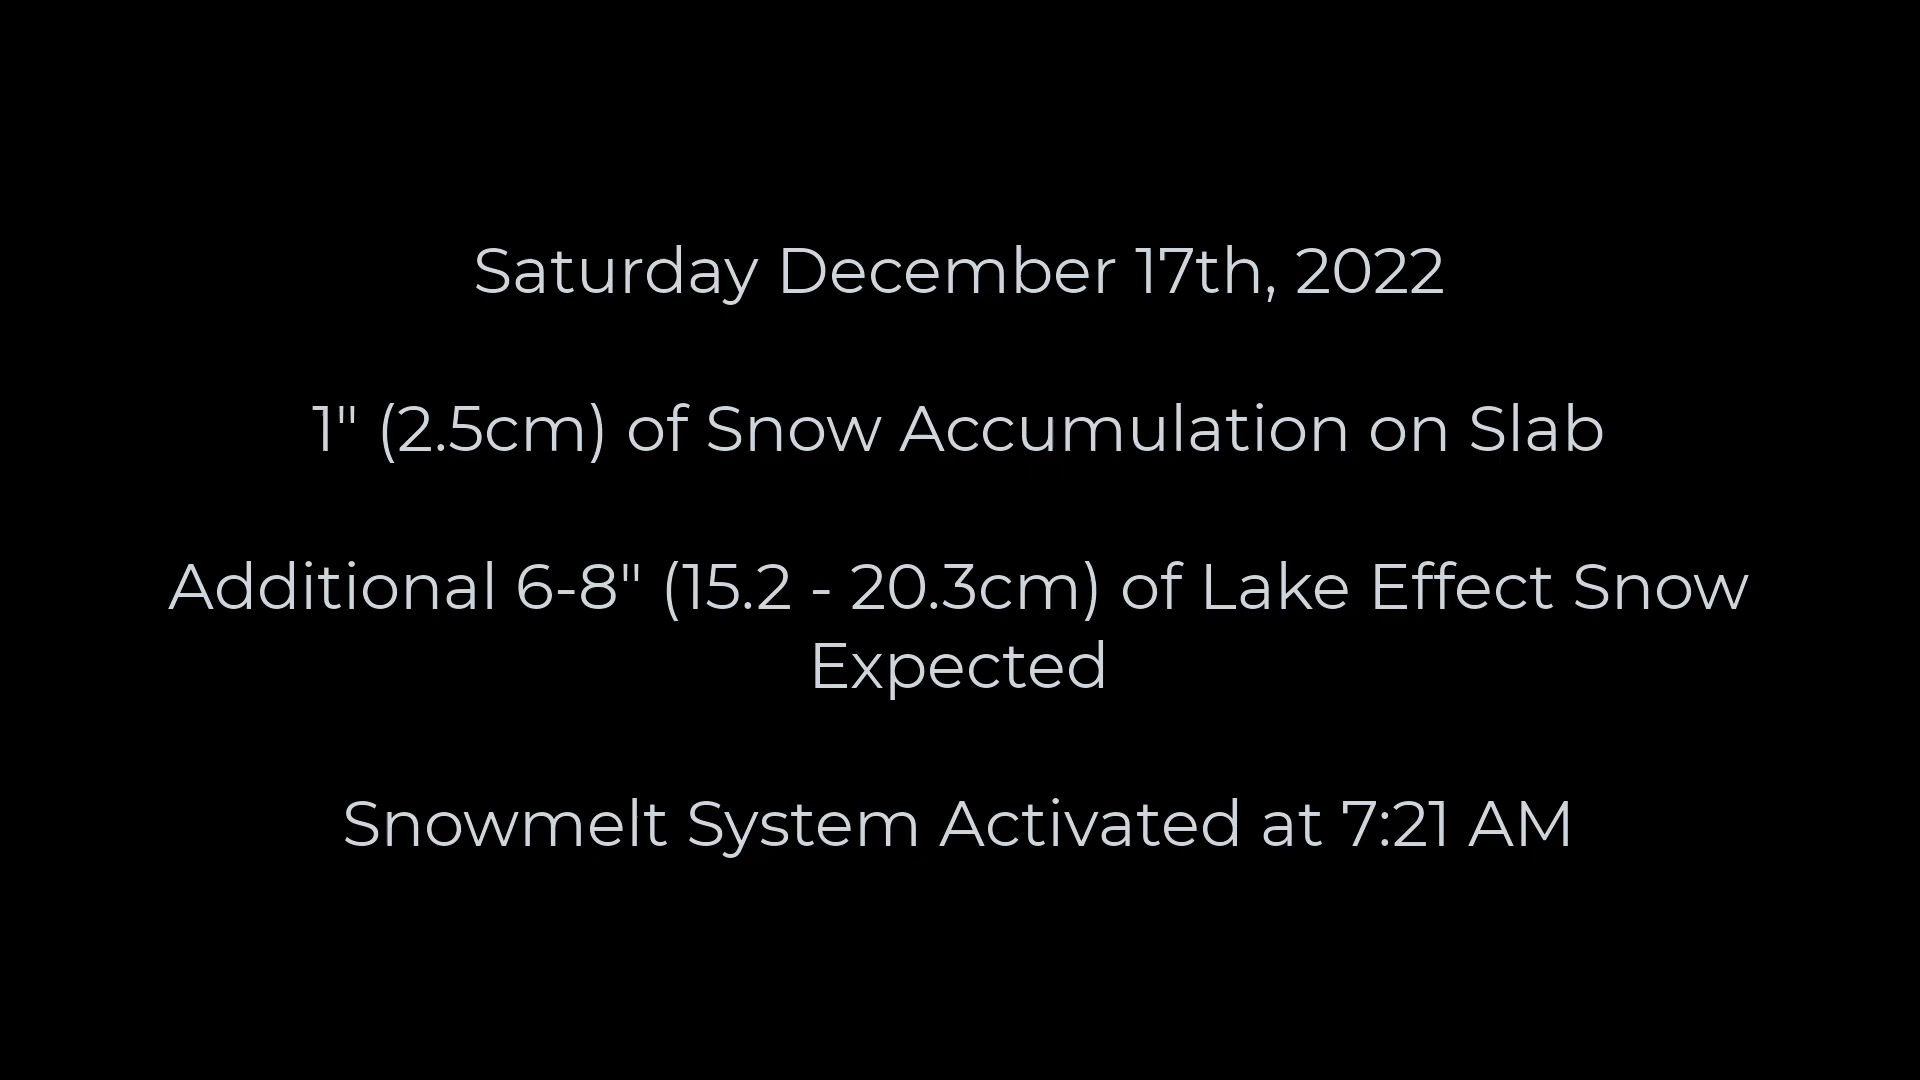 Saturday December 17th, 2022
1" (2.5cm) of Snow Accumulation on Slab
Additional 6-8" (15.2 - 20.3cm) of Lake Effect Snow
Expected
Snowmelt System Activated at 7:21 AM